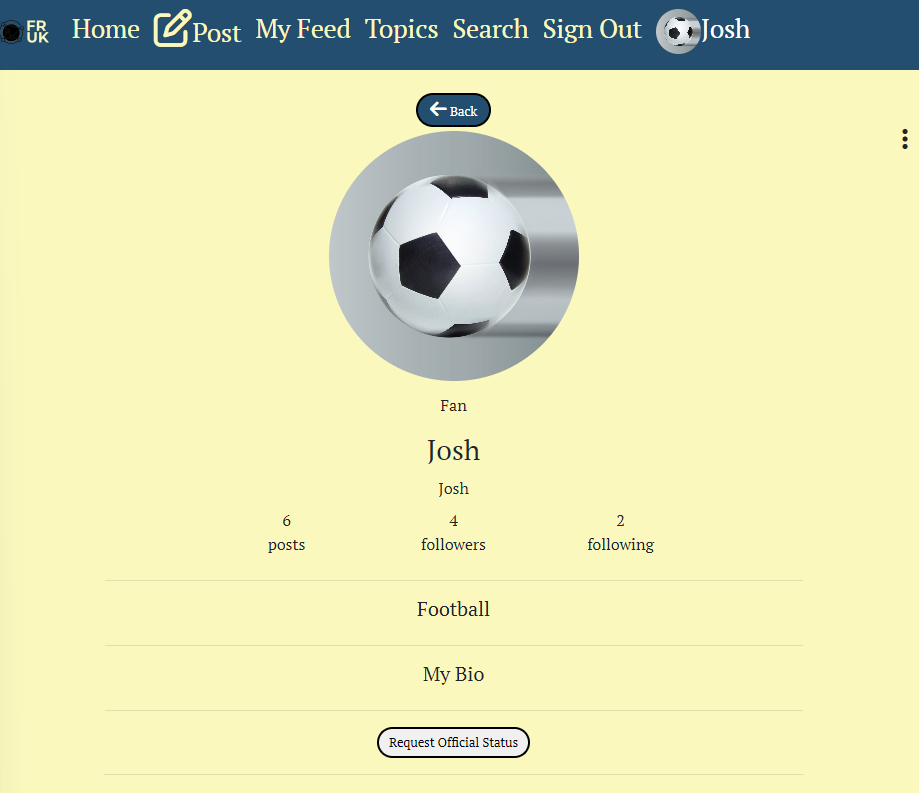 FR
UK
Home Post My Feed Topics Search Sign Out Josh
Back
Fan
Josh
Josh
6 4 2
posts followers following
Football
My Bio
Request Official Status